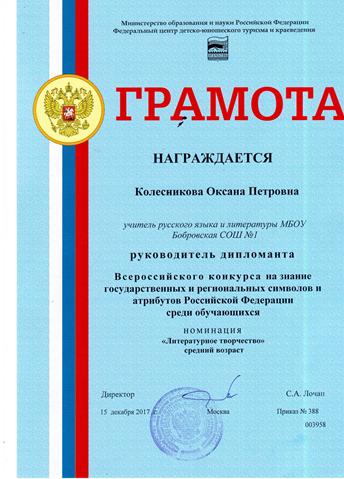 Министерство образования и науки Российской Федерации
Федеральный центр детско-юношеского туризма и краеведения
ГРАМОТА
НАГРАЖДАЕТСЯ
Колесникова Оксана Петровна
учитель русского языка и литературы МБОУ
Бобровская СОШ №1
руководитель дипломанта
Всероссийского конкурса на знание
государственных и региональных символов и
атрибутов Российской Федерации
среди обучающихся
номинация
«Литературное творчество»
средний возраст
Директор С.А. Лочан
15 декабря 2017 г. Москва Приказ № 388
003958